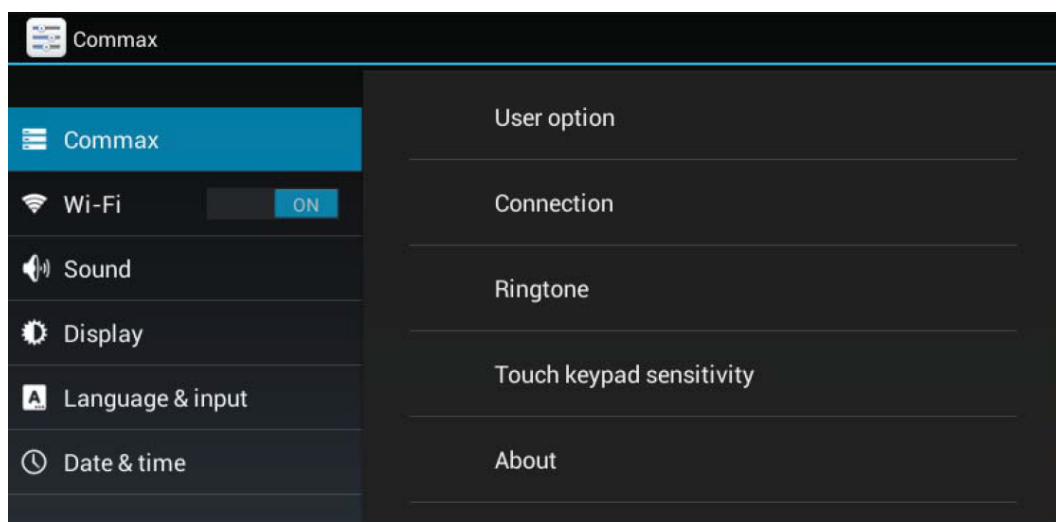 Commax
Commax
Wi-Fi
ON
Sound
Display
Language & input
Date & time
User option
Connection
Ringtone
Touch keypad sensitivity
About